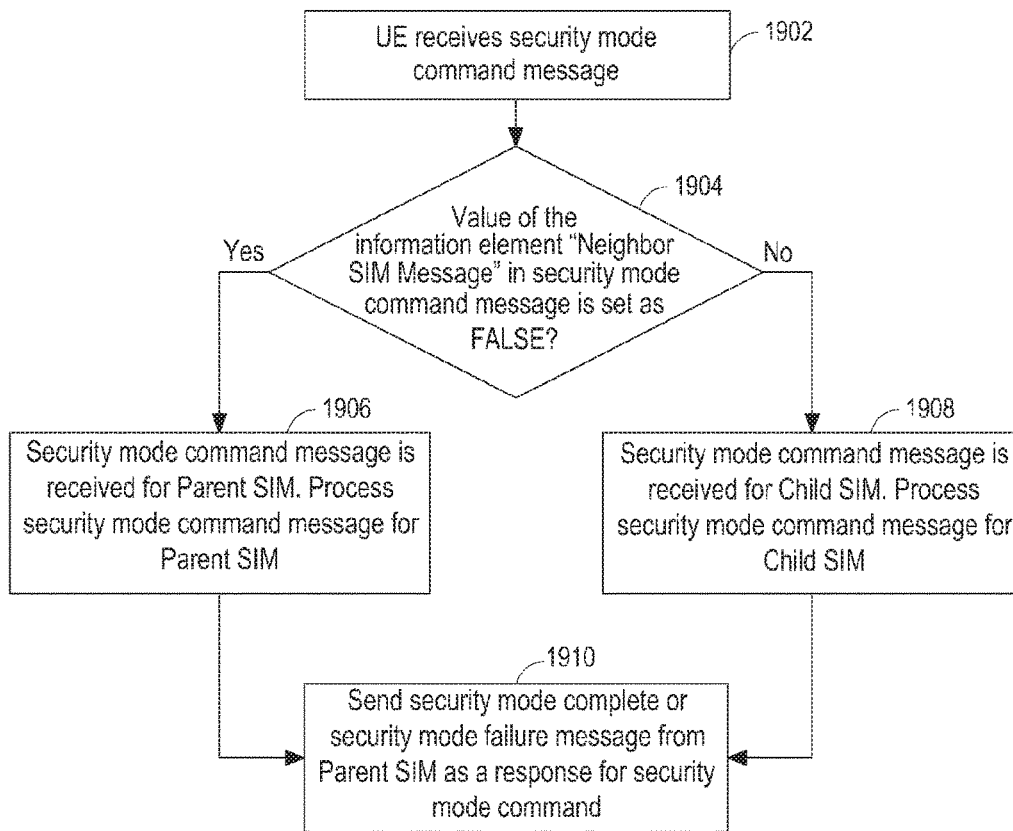 UE receives security mode
command message
1902
1904
Value of the
information element “Neighbor
SIM Message” in security mode
command message is set as
FALSE?
Yes
No
1906
Security mode command message is
received for Parent SIM. Process
security mode command message for
Parent SIM
1908
Security mode command message is
received for Child SIM. Process
security mode command message for
Child SIM
1910
Send security mode complete or
security mode failure message from
Parent SIM as a response for security
mode command